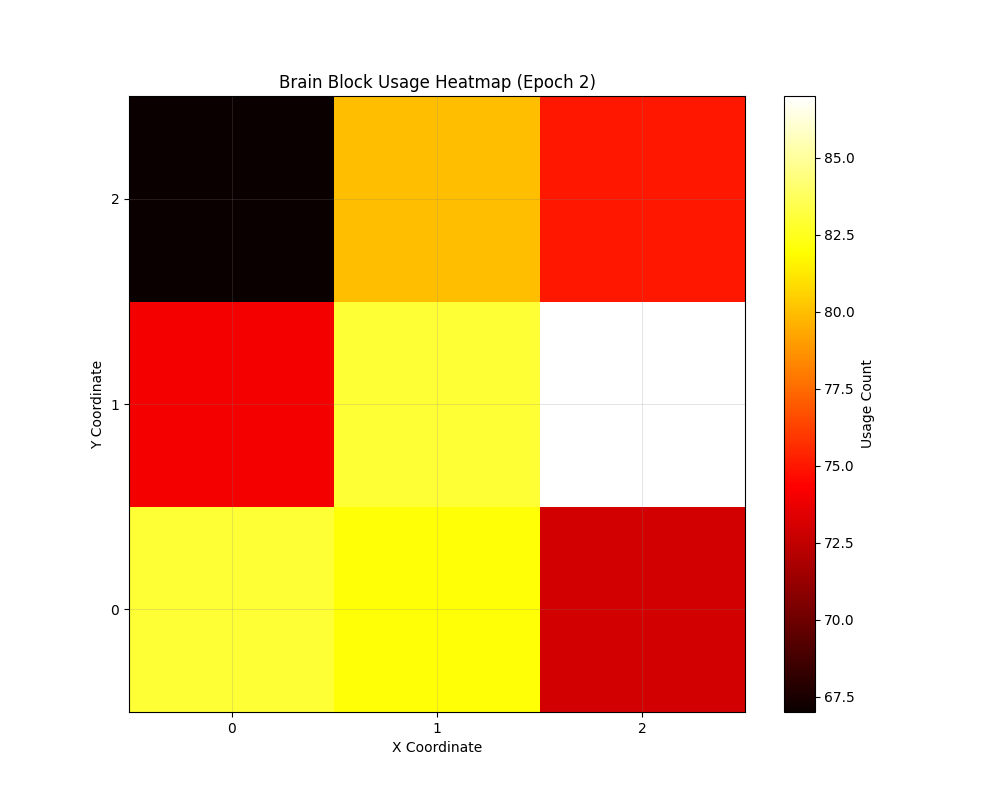 Brain Block Usage Heatmap (Epoch 2)
2
1
0
Y Coordinate
0 1 2
X Coordinate
85.0
82.5
80.0
77.5
75.0
72.5
70.0
67.5
Usage Count